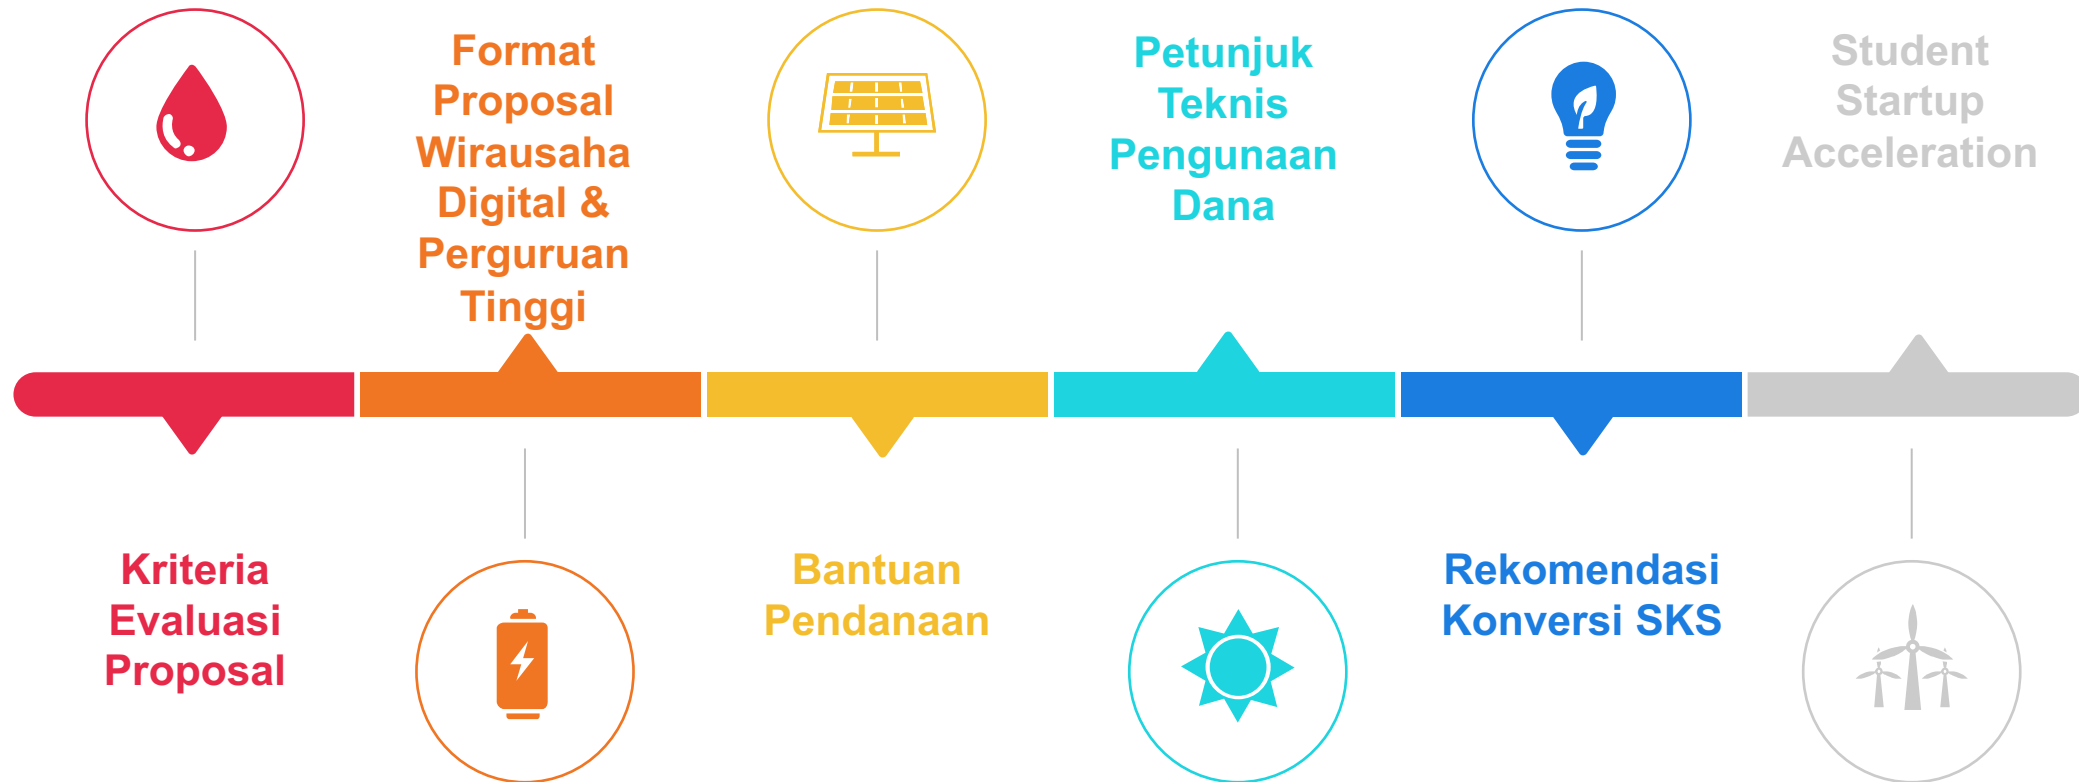 Kriteria
Evaluasi
Proposal
Format
Proposal
Wirausaha
Digital &
Perguruan
Tinggi
Bantuan
Pendanaan
Petunjuk
Teknis
Pengunaan
Dana
Rekomendasi
Konversi SKS
Student
Startup
Acceleration